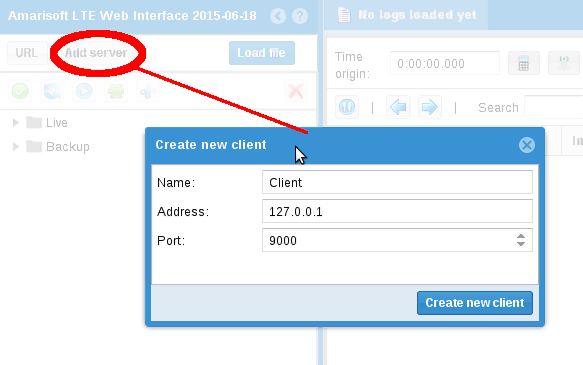 Amarisoft LTE Web Interface 2015-06-18
No logs loaded yet
URL Add server Load file
Time origin: 0:00:00.000
Search
Live
Backup
Create new client
Name: Client
Address: 127.0.0.1
Port: 9000
Create new client